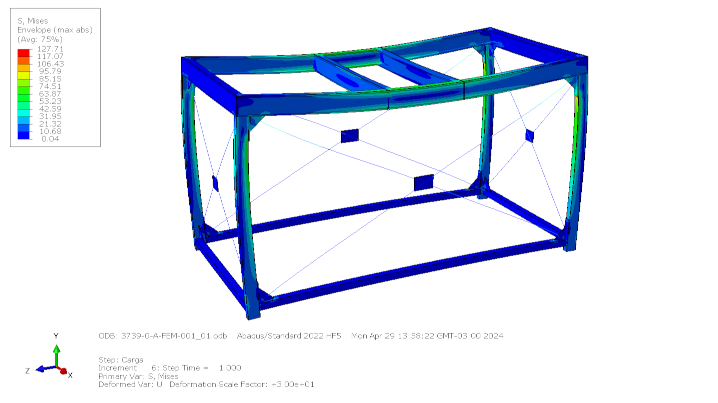 S, Mises
Envelope (max abs)
(Avg: 75%)
127.71
117.07
106.43
95.79
85.15
74.51
63.87
53.23
42.59
31.95
21.32
10.68
0.04
Y
Z
X
ODB: 3739-0-A-FEM-001_01.odb Abaqus/Standard 2022.HF5 Mon Apr 29 13:58:22 GMT-03:00 2024
Step: Carga
Increment 6: Step Time = 1.000
Primary Var: S, Mises
Deformed Var: U Deformation Scale Factor: +3.00e+01